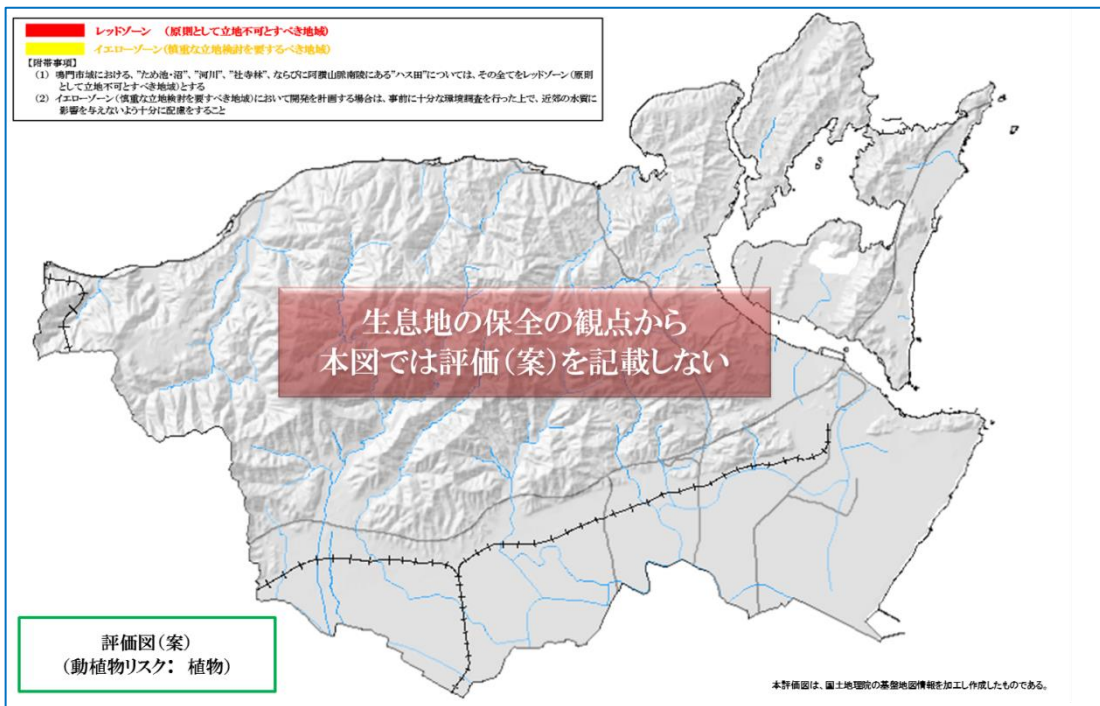 レッドゾーン （原則として立地不可とすべき地域）
イエローゾーン（慎重な立地検討を要するべき地域）
【附帯事項】
（1） 鳴門市域における、"ため池・沼"、"河川"、"社寺林"、ならびに阿讃山脈南陵にある"ハス田"については、その全てをレッドゾーン（原則
として立地不可とすべき地域）とする
（2） イエローゾーン（慎重な立地検討を要すべき地域）において開発を計画する場合は、事前に十分な環境調査を行った上で、近郊の水質に
影響を与えないよう十分に配慮をすること
生息地の保全の観点から
本図では評価（案）を記載しない
評価図（案）
（動植物リスク： 植物）
本評価図は、国土地理院の基盤地図情報を加工し作成したものである。